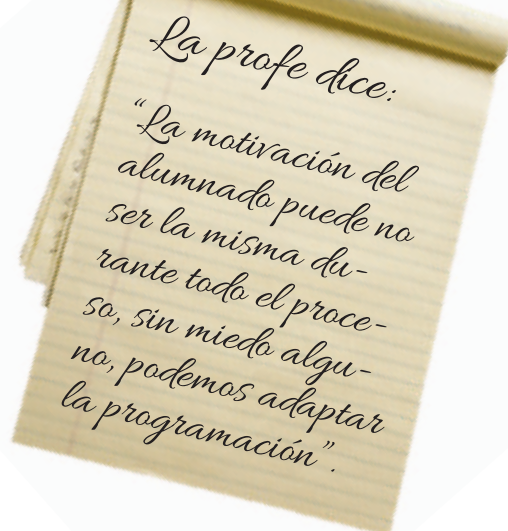 La profe dice:
“La motivación del
alumnado puede no
ser la misma du-
rante todo el proce-
so, sin miedo algu-
no, podemos adaptar
la programación”.